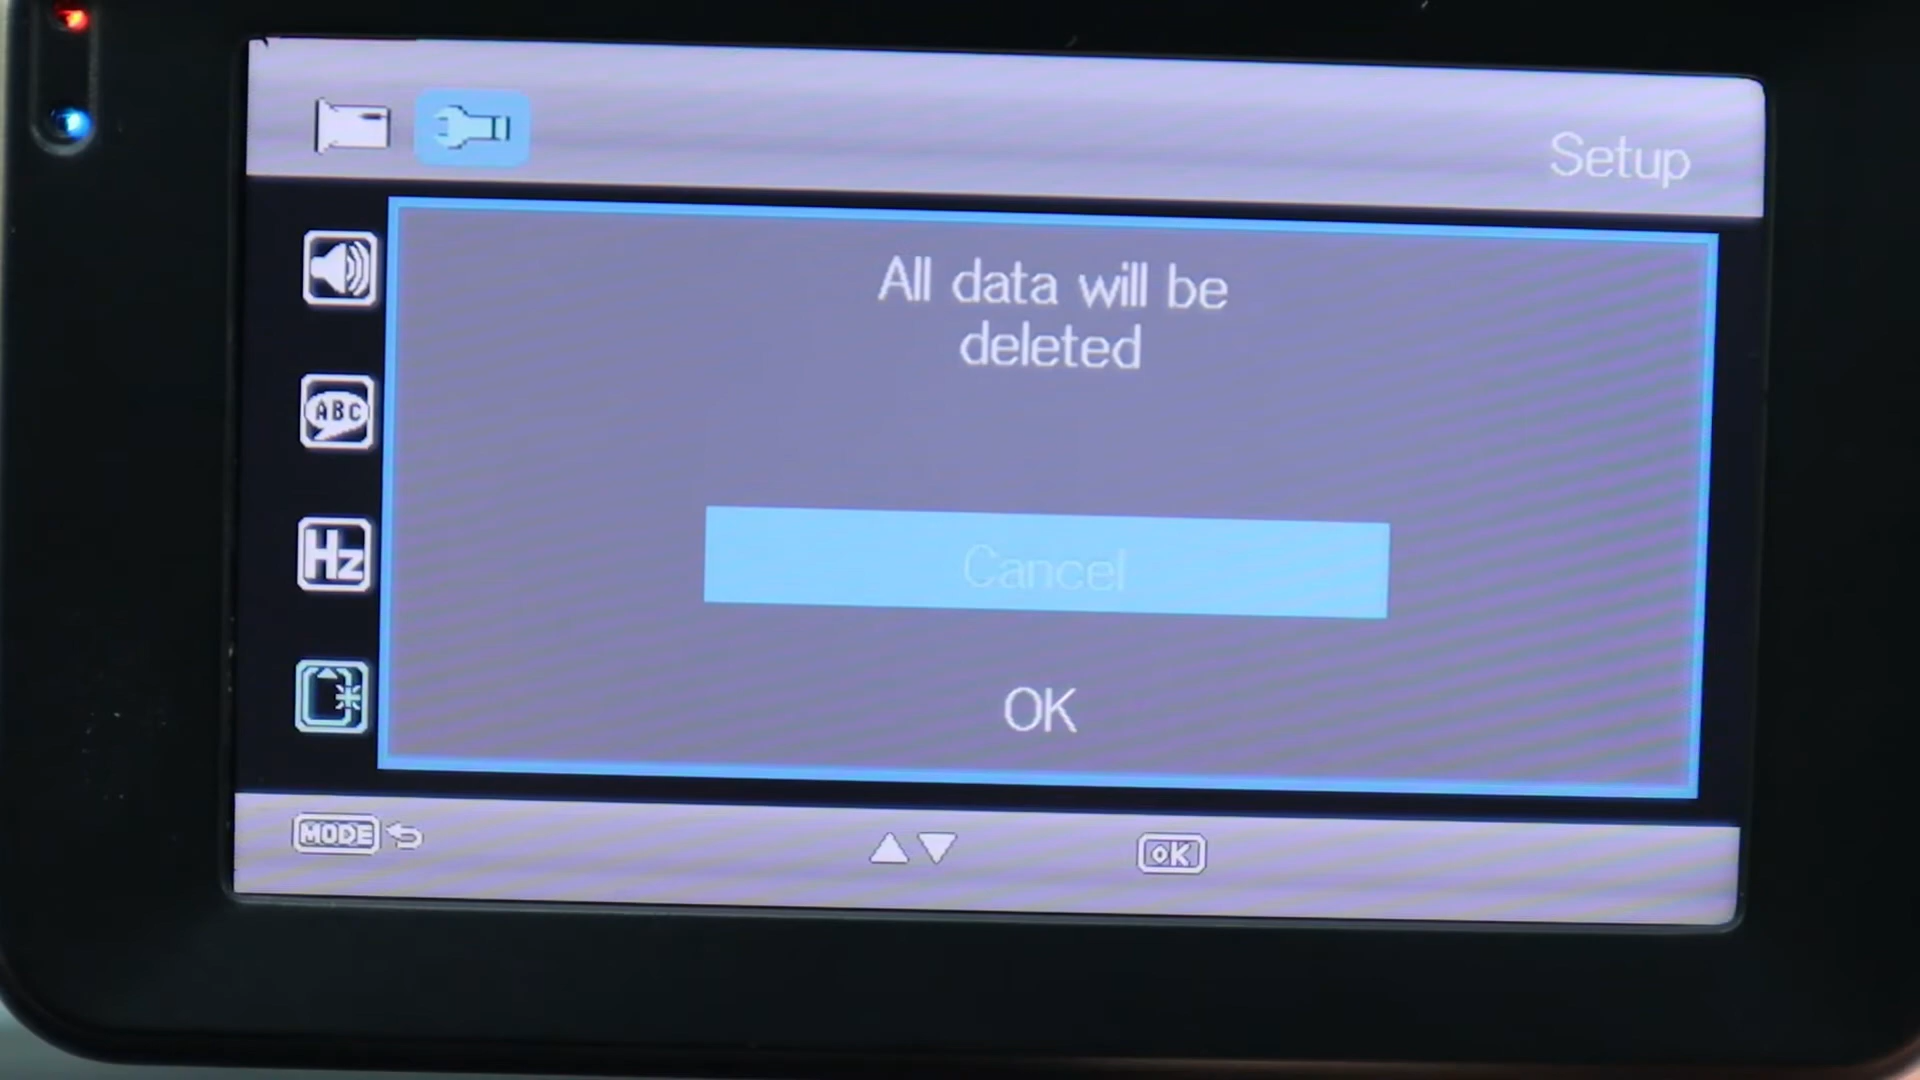 Setup
All data will be
deleted
ABC
Cancel
Hz
OK
MODE
OK